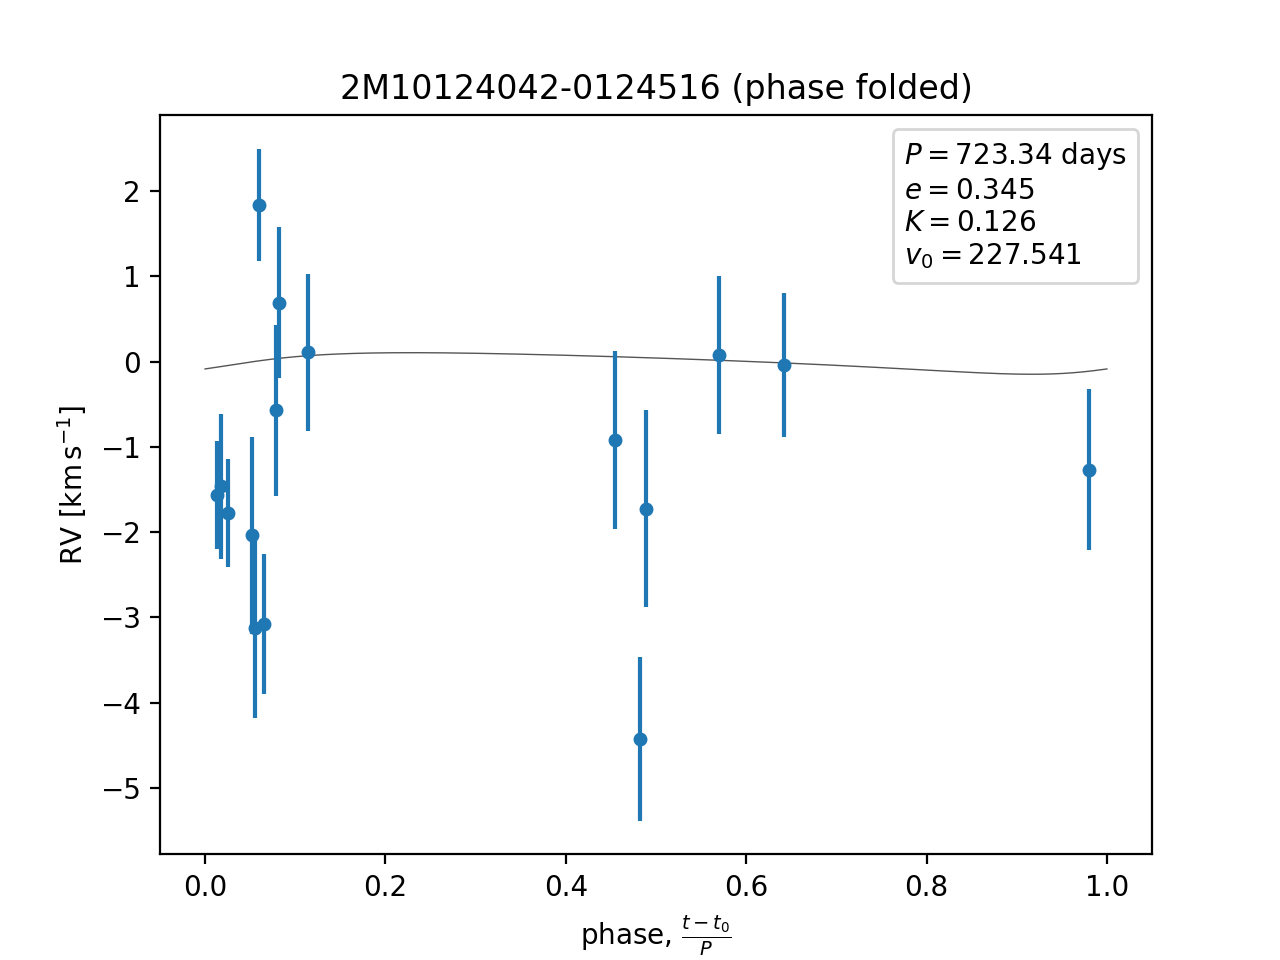 2M10124042-0124516 (phase folded)
P = 723.34 days
e = 0.345
K = 0.126
v₀ = 227.541
RV [km s⁻¹]
2
1
0
−1
−2
−3
−4
−5
0.0 0.2 0.4 0.6 0.8 1.0
phase, (t − t₀)/P